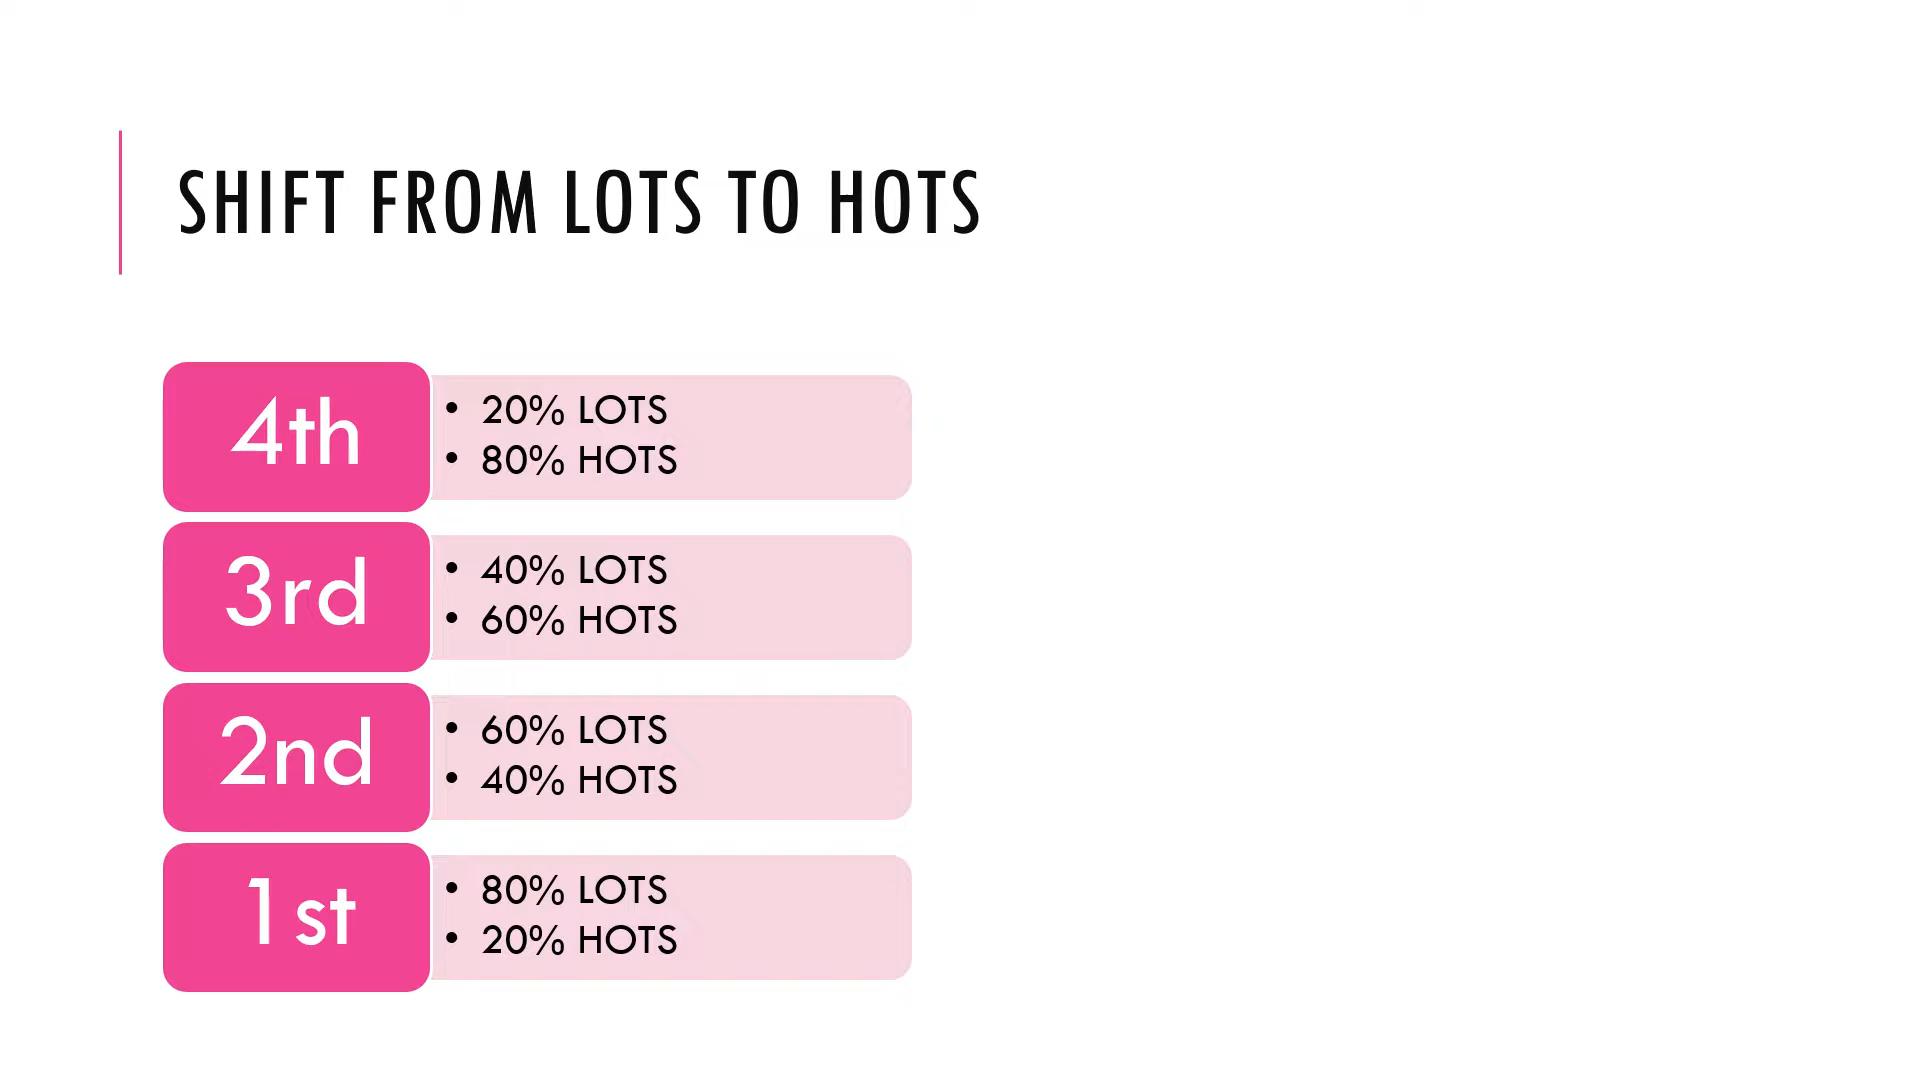 SHIFT FROM LOTS TO HOTS
4th
• 20% LOTS
• 80% HOTS
3rd
• 40% LOTS
• 60% HOTS
2nd
• 60% LOTS
• 40% HOTS
1st
• 80% LOTS
• 20% HOTS